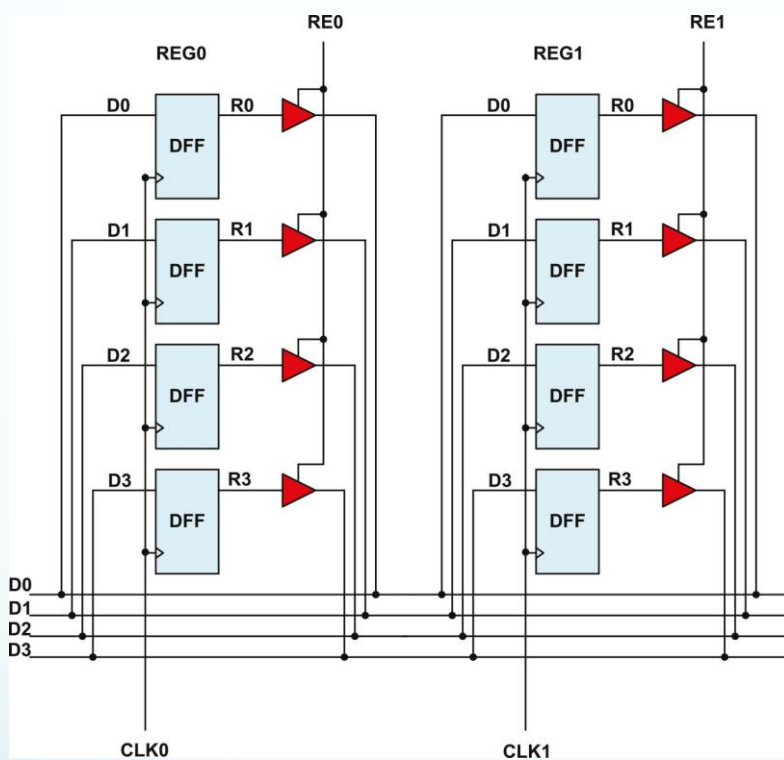 RE0 RE1
REG0 REG1
D0 DFF R0 D0 DFF R0
D1 DFF R1 D1 DFF R1
D2 DFF R2 D2 DFF R2
D3 DFF R3 D3 DFF R3
D0
D1
D2
D3
CLK0 CLK1